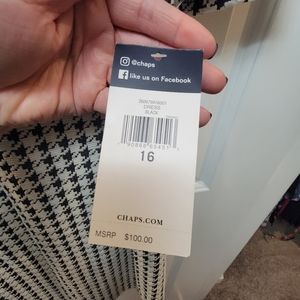 @chaps
like us on Facebook
DRESS
BLACK
16
CHAPS.COM
MSRP $100.00